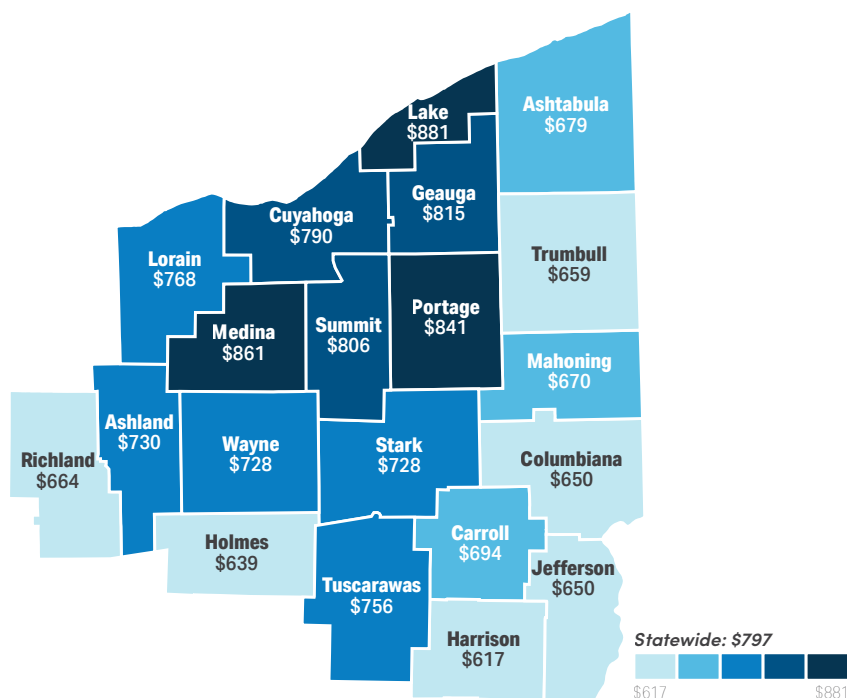 Lake
$881
Ashtabula
$679
Geauga
$815
Cuyahoga
$790
Lorain
$768
Trumbull
$659
Medina
$861
Summit
$806
Portage
$841
Mahoning
$670
Richland
$664
Ashland
$730
Wayne
$728
Stark
$728
Columbiana
$650
Holmes
$639
Carroll
$694
Jefferson
$650
Tuscarawas
$756
Harrison
$617
Statewide: $797
$617
$881